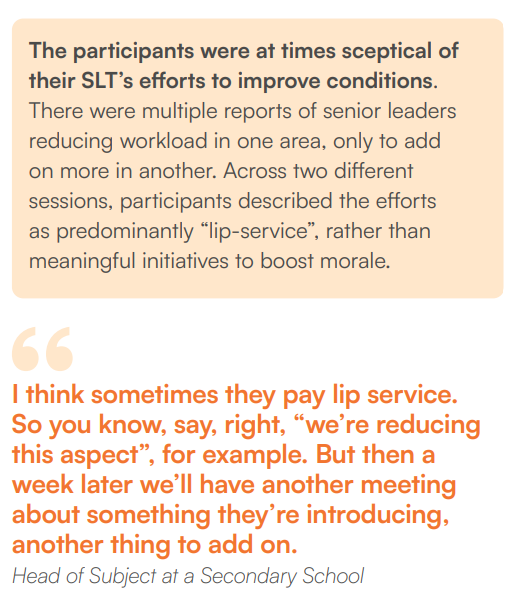 The participants were at times sceptical of
their SLT’s efforts to improve conditions.
There were multiple reports of senior leaders
reducing workload in one area, only to add
on more in another. Across two different
sessions, participants described the efforts
as predominantly “lip-service”, rather than
meaningful initiatives to boost morale.
“
I think sometimes they pay lip service.
So you know, say, right, “we’re reducing
this aspect”, for example. But then a
week later we’ll have another meeting
about something they’re introducing,
another thing to add on.
Head of Subject at a Secondary School